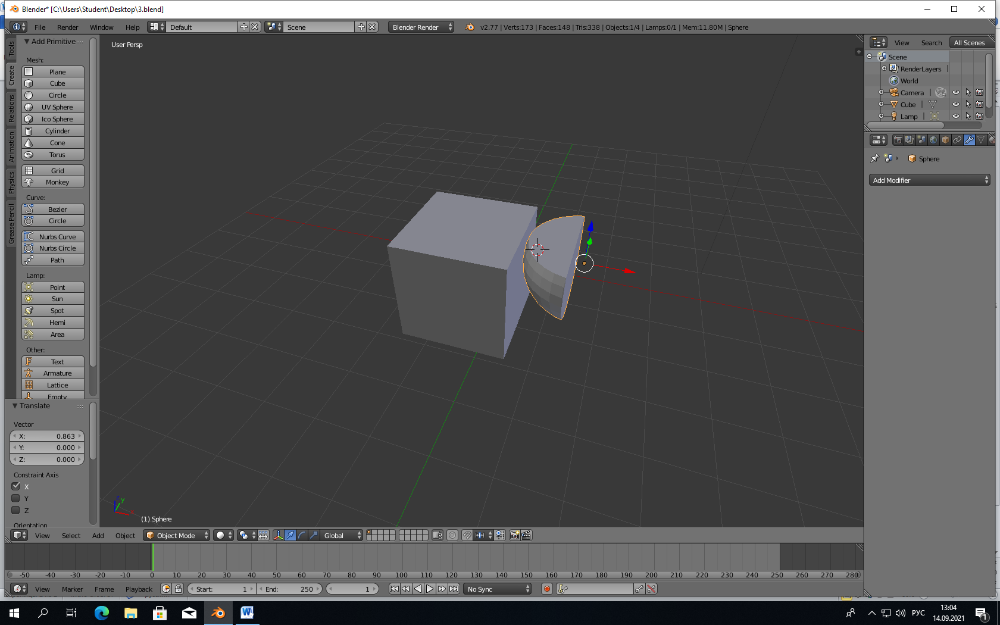 Blender* [C:\Users\Student\Desktop\3.blend]
File Render Window Help Default Scene Blender Render v2.77 | Verts:173 | Faces:148 | Tris:338 | Objects:1/4 | Lamps:0/1 | Mem:11.80M | Sphere
Tools
Create
Relations
Animation
Physics
Grease Pencil
Add Primitive
Mesh:
Plane
Cube
Circle
UV Sphere
Ico Sphere
Cylinder
Cone
Torus
Grid
Monkey
Curve:
Bezier
Circle
Nurbs Curve
Nurbs Circle
Path
Lamp:
Point
Sun
Spot
Hemi
Area
Other:
Text
Armature
Lattice
Empty
Translate
Vector
X: 0.863
Y: 0.000
Z: 0.000
Constraint Axis
X
Y
Z
Orientation
User Persp
z
y
x
(1) Sphere
View Search All Scenes
Scene
RenderLayers
World
Camera
Cube
Lamp
Sphere
Add Modifier
View Select Add Object Object Mode Global
-50 -40 -30 -20 -10 0 10 20 30 40 50 60 70 80 90 100 110 120 130 140 150 160 170 180 190 200 210 220 230 240 250 260 270 280
View Marker Frame Playback Start: 1 End: 250 1 No Sync
РУС
13:04
14.09.2021
1